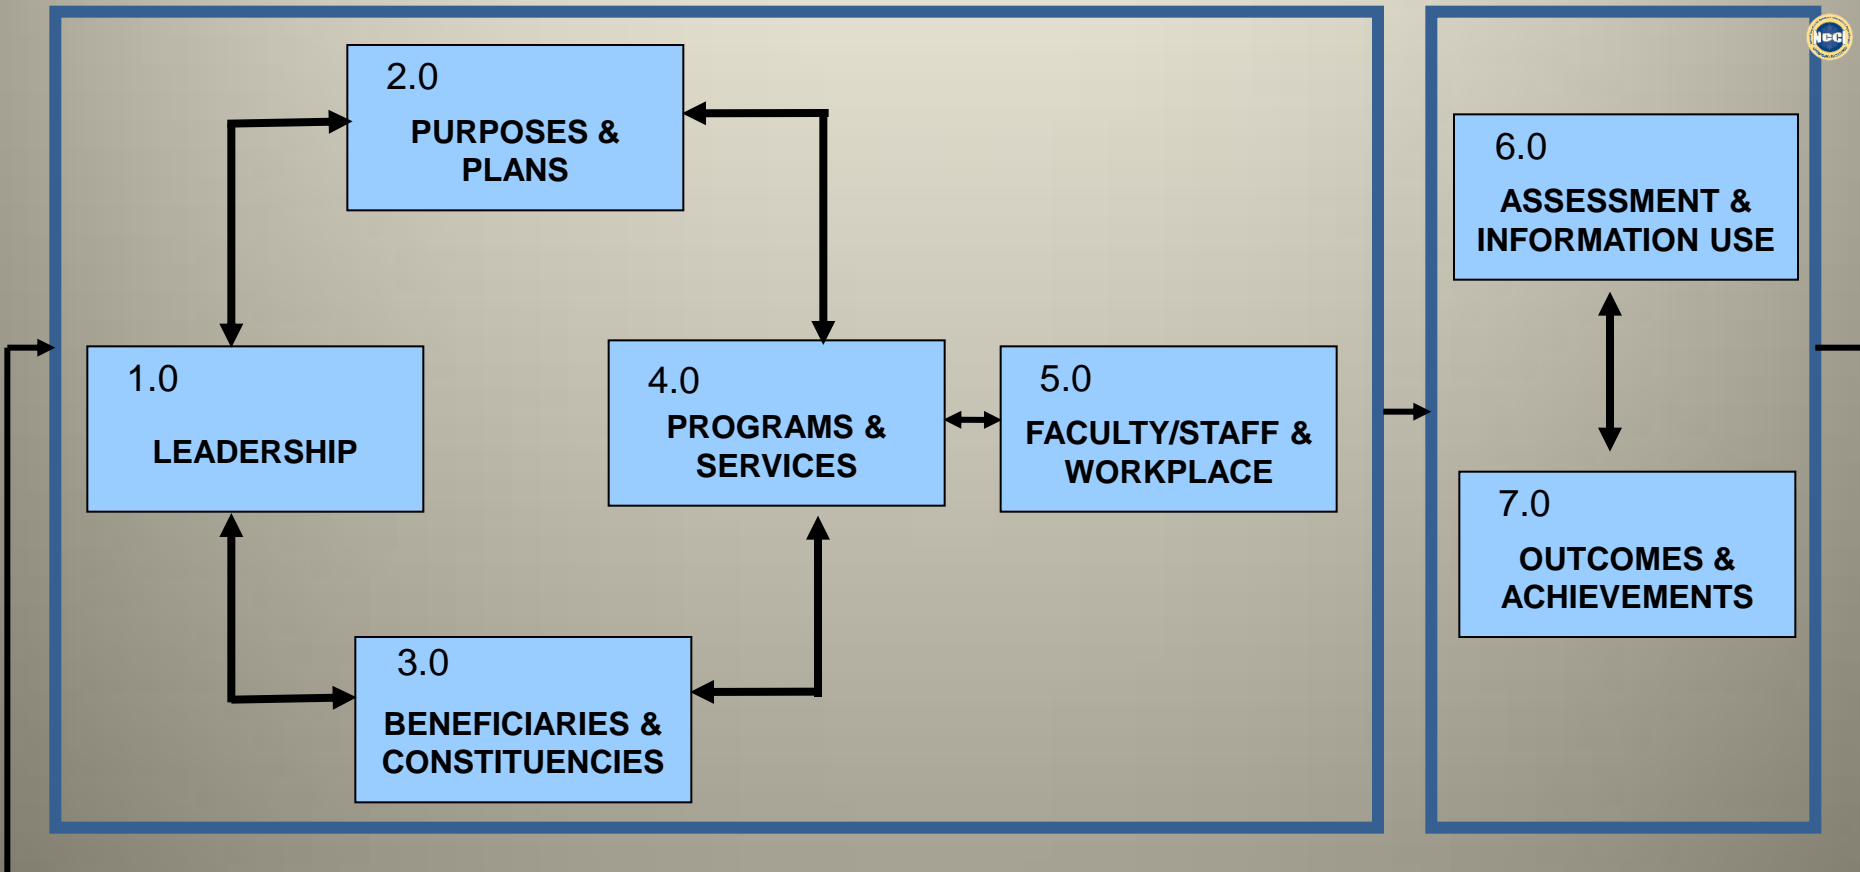 2.0
PURPOSES &
PLANS
1.0
LEADERSHIP
3.0
BENEFICIARIES &
CONSTITUENCIES
4.0
PROGRAMS &
SERVICES
5.0
FACULTY/STAFF &
WORKPLACE
6.0
ASSESSMENT &
INFORMATION USE
7.0
OUTCOMES &
ACHIEVEMENTS